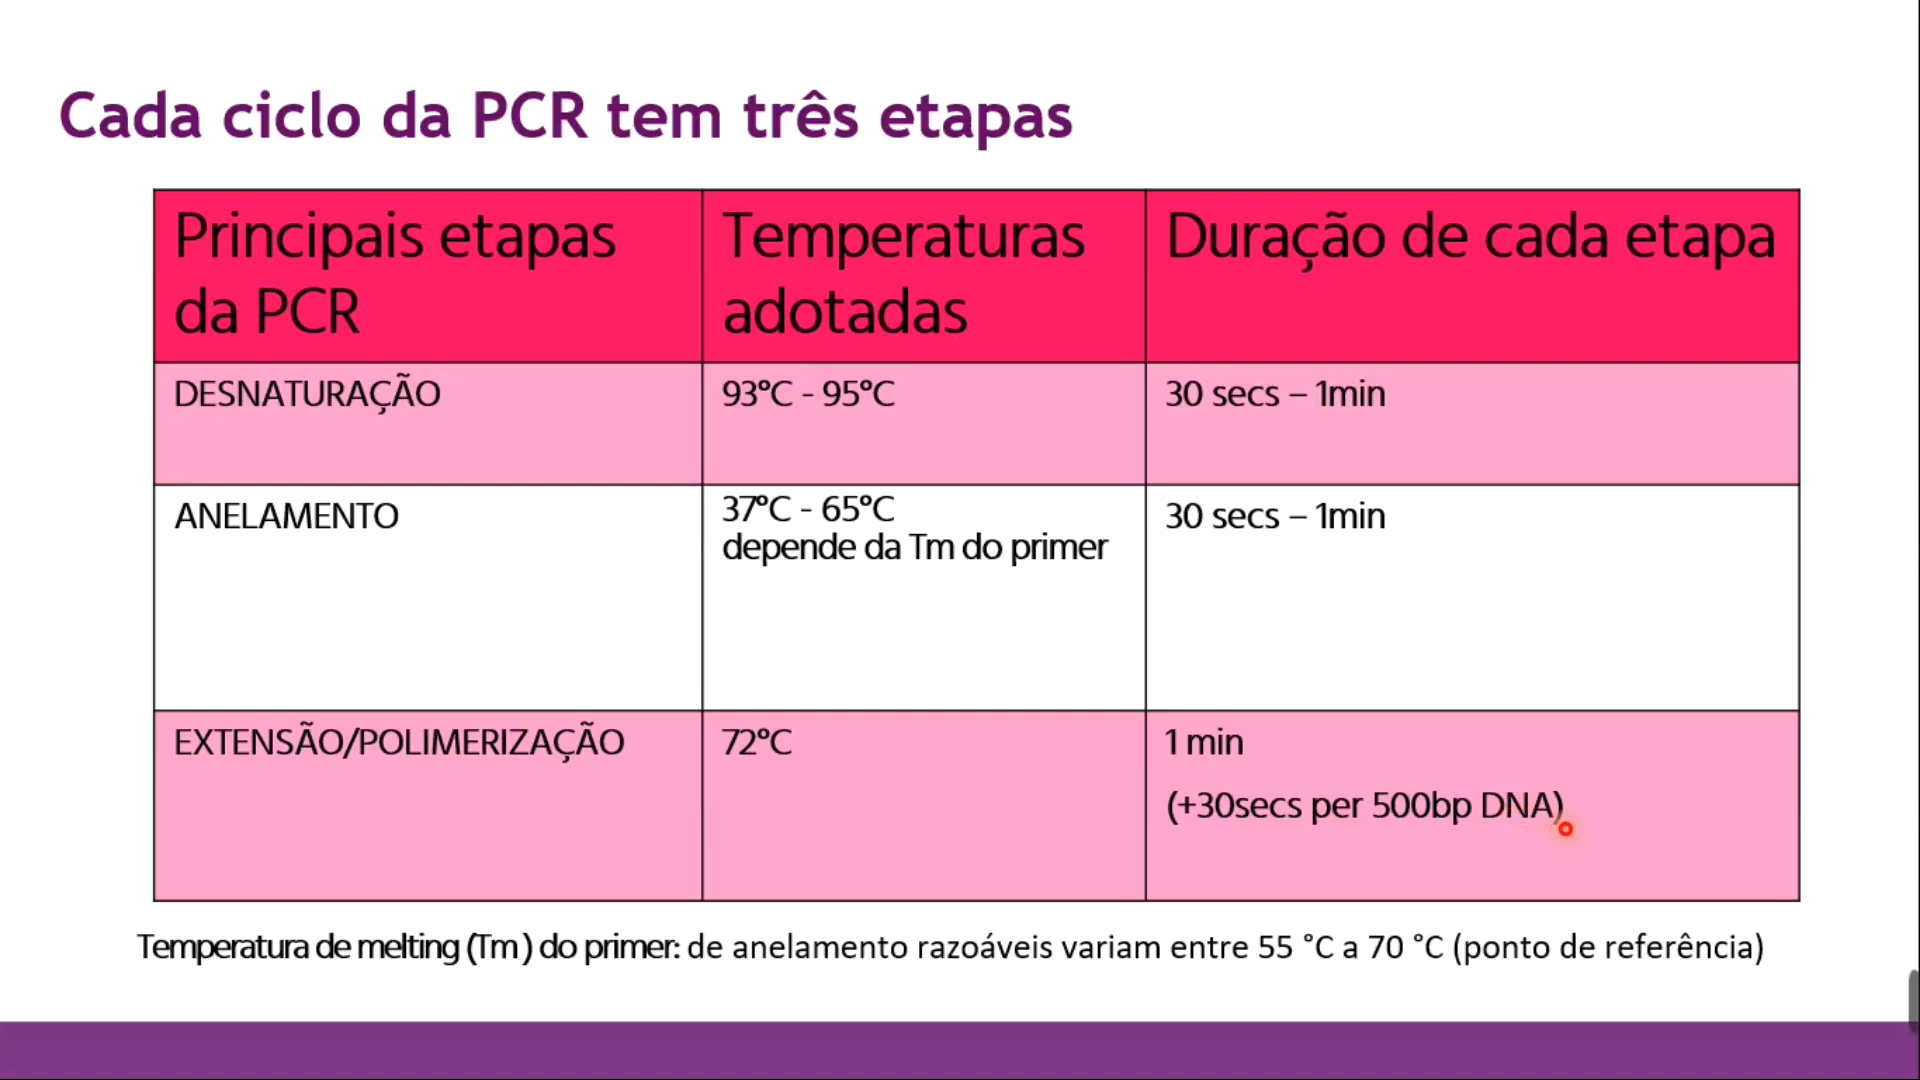 Cada ciclo da PCR tem três etapas
Principais etapas
da PCR
Temperaturas
adotadas
Duração de cada etapa
DESNATURAÇÃO
93°C - 95°C
30 secs – 1min
ANELAMENTO
37°C - 65°C
depende da Tm do primer
30 secs – 1min
EXTENSÃO/POLIMERIZAÇÃO
72°C
1 min
(+30secs per 500bp DNA)
Temperatura de melting (Tm ) do primer: de anelamento razoáveis variam entre 55 °C a 70 °C (ponto de referência)